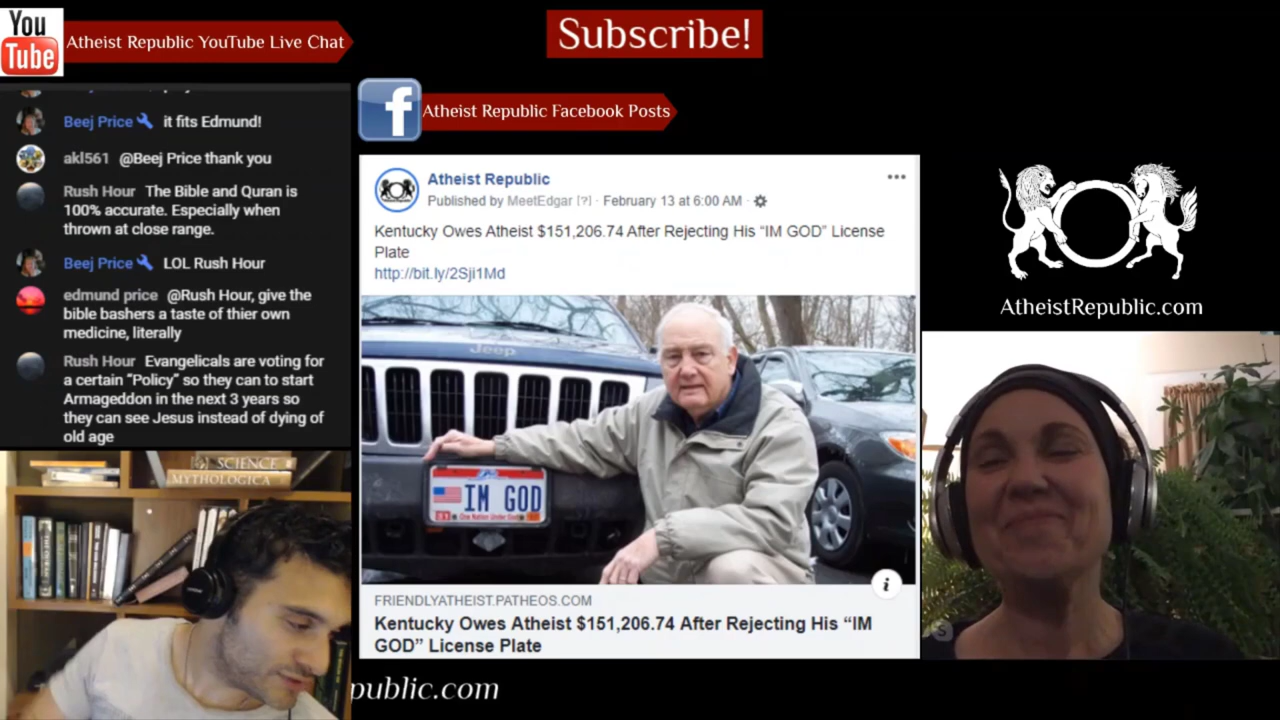 You
Tube
Atheist Republic YouTube Live Chat
Subscribe!
Beej Price it fits Edmund!
akl561 @Beej Price thank you
Rush Hour The Bible and Quran is
100% accurate. Especially when
thrown at close range.
Beej Price LOL Rush Hour
edmund price @Rush Hour, give the
bible bashers a taste of thier own
medicine, literally
Rush Hour Evangelicals are voting for
a certain “Policy” so they can to start
Armageddon in the next 3 years so
they can see Jesus instead of dying of
old age
f
Atheist Republic Facebook Posts
Atheist Republic
Published by MeetEdgar [?] · February 13 at 6:00 AM ·
Kentucky Owes Atheist $151,206.74 After Rejecting His “IM GOD” License
Plate
http://bit.ly/2Sji1Md
Jeep
IM GOD
One Nation Under God
i
FRIENDLYATHEIST.PATHEOS.COM
Kentucky Owes Atheist $151,206.74 After Rejecting His “IM
GOD” License Plate
AtheistRepublic.com
S
SCIENCE
MYTHOLOGICA
public.com